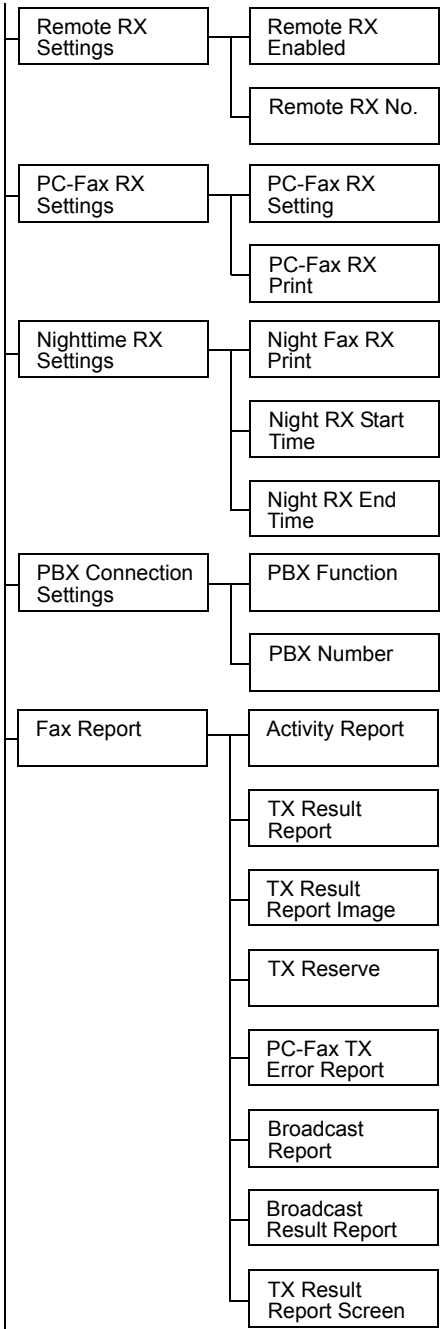 Remote RX
Settings
Remote RX
Enabled
Remote RX No.
PC-Fax RX
Settings
PC-Fax RX
Setting
PC-Fax RX
Print
Nighttime RX
Settings
Night Fax RX
Print
Night RX Start
Time
Night RX End
Time
PBX Connection
Settings
PBX Function
PBX Number
Fax Report
Activity Report
TX Result
Report
TX Result
Report Image
TX Reserve
PC-Fax TX
Error Report
Broadcast
Report
Broadcast
Result Report
TX Result
Report Screen